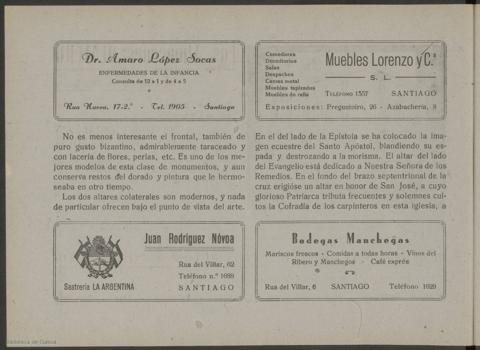 Dr. Amaro López Socas
ENFERMEDADES DE LA INFANCIA
Consulta de 10 a 1 y de 4 a 5
Rua Nueva, 17-2.º - Tel. 1905 - Santiago
Comedores
Dormitorios
Salas
Despachos
Camas metal
Muebles tapizados
Muebles de rafia
Muebles Lorenzo y C.ª
S. L.
TELÉFONO 1557 SANTIAGO
Exposiciones: Preguntoiro, 26 - Azabachería, 8
No es menos interesante el frontal, también de
puro gusto bizantino, admirablemente taraceado y
con lacería de flores, perlas, etc. Es uno de los me-
jores modelos de esta clase de monumentos, y aun
conserva restos del dorado y pintura que le hermo-
seaba en otro tiempo.
Los dos altares colaterales son modernos, y nada
de particular ofrecen bajo el punto de vista del arte.
En el del lado de la Epístola se ha colocado la ima-
gen ecuestre del Santo Apóstol, blandiendo su es-
pada y destrozando a la morisma. El altar del lado
del Evangelio está dedicado a Nuestra Señora de los
Remedios. En el fondo del brazo septentrional de la
cruz erigióse un altar en honor de San José, a cuyo
glorioso Patriarca tributa frecuentes y solemnes cul-
tos la Cofradía de los carpinteros en esta iglesia, a
Sastrería LA ARGENTINA
Juan Rodríguez Nóvoa
Rua del Villar, 62
Teléfono n.º 1688
SANTIAGO
Bodegas Manchegas
Mariscos frescos - Comidas a todas horas - Vinos del
Ribero y Manchegos - Café exprés
Rua del Villar, 6 SANTIAGO Teléfono 1629